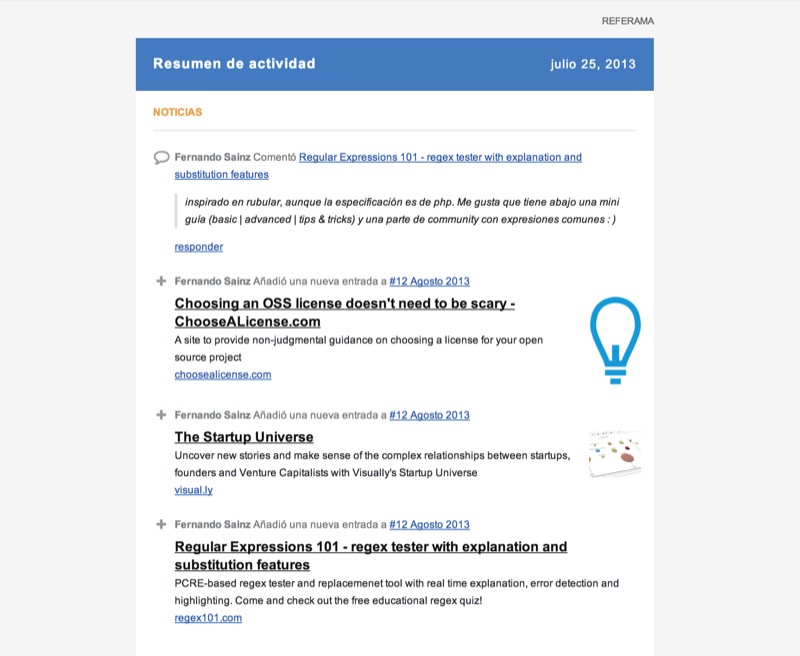 REFERAMA
Resumen de actividad
julio 25, 2013
NOTICIAS
Fernando Sainz Comentó Regular Expressions 101 - regex tester with explanation and
substitution features
inspirado en rubular, aunque la especificación es de php. Me gusta que tiene abajo una mini
guía (basic | advanced | tips & tricks) y una parte de community con expresiones comunes : )
responder
Fernando Sainz Añadió una nueva entrada a #12 Agosto 2013
Choosing an OSS license doesn't need to be scary -
ChooseALicense.com
A site to provide non-judgmental guidance on choosing a license for your open
source project
choosealicense.com
Fernando Sainz Añadió una nueva entrada a #12 Agosto 2013
The Startup Universe
Uncover new stories and make sense of the complex relationships between startups,
founders and Venture Capitalists with Visually's Startup Universe
visual.ly
Fernando Sainz Añadió una nueva entrada a #12 Agosto 2013
Regular Expressions 101 - regex tester with explanation and
substitution features
PCRE-based regex tester and replacemenet tool with real time explanation, error detection and
highlighting. Come and check out the free educational regex quiz!
regex101.com